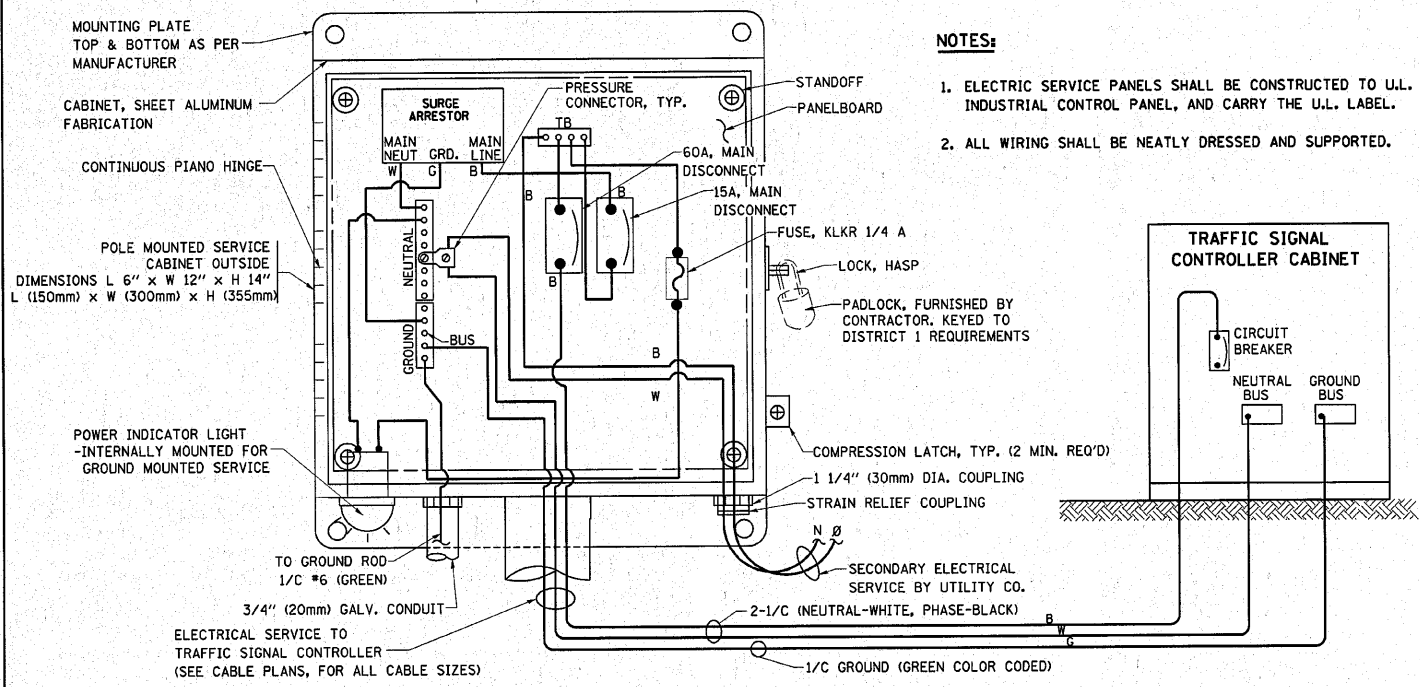 MOUNTING PLATE
TOP & BOTTOM AS PER
MANUFACTURER
CABINET, SHEET ALUMINUM
FABRICATION
CONTINUOUS PIANO HINGE
POLE MOUNTED SERVICE
CABINET OUTSIDE
DIMENSIONS L 6" x W 12" x H 14"
L (150mm) x W (300mm) x H (355mm)
POWER INDICATOR LIGHT
-INTERNALLY MOUNTED FOR
GROUND MOUNTED SERVICE
TO GROUND ROD
1/C #6 (GREEN)
3/4" (20mm) GALV. CONDUIT
ELECTRICAL SERVICE TO
TRAFFIC SIGNAL CONTROLLER
(SEE CABLE PLANS, FOR ALL CABLE SIZES)
SURGE
ARRESTOR
MAIN
NEUT
GRD.
MAIN
LINE
W
G
B
PRESSURE
CONNECTOR, TYP.
TB
NEUTRAL
GROUND
BUS
B
B
B
B
W
STANDOFF
PANELBOARD
60A, MAIN
DISCONNECT
15A, MAIN
DISCONNECT
FUSE, KLKR 1/4 A
LOCK, HASP
PADLOCK, FURNISHED BY
CONTRACTOR. KEYED TO
DISTRICT 1 REQUIREMENTS
COMPRESSION LATCH, TYP. (2 MIN. REQ'D)
1 1/4" (30mm) DIA. COUPLING
STRAIN RELIEF COUPLING
N Ø
SECONDARY ELECTRICAL
SERVICE BY UTILITY CO.
2-1/C (NEUTRAL-WHITE, PHASE-BLACK)
B
W
G
1/C GROUND (GREEN COLOR CODED)
NOTES:
1. ELECTRIC SERVICE PANELS SHALL BE CONSTRUCTED TO U.L.
INDUSTRIAL CONTROL PANEL, AND CARRY THE U.L. LABEL.
2. ALL WIRING SHALL BE NEATLY DRESSED AND SUPPORTED.
TRAFFIC SIGNAL
CONTROLLER CABINET
CIRCUIT
BREAKER
NEUTRAL
BUS
GROUND
BUS